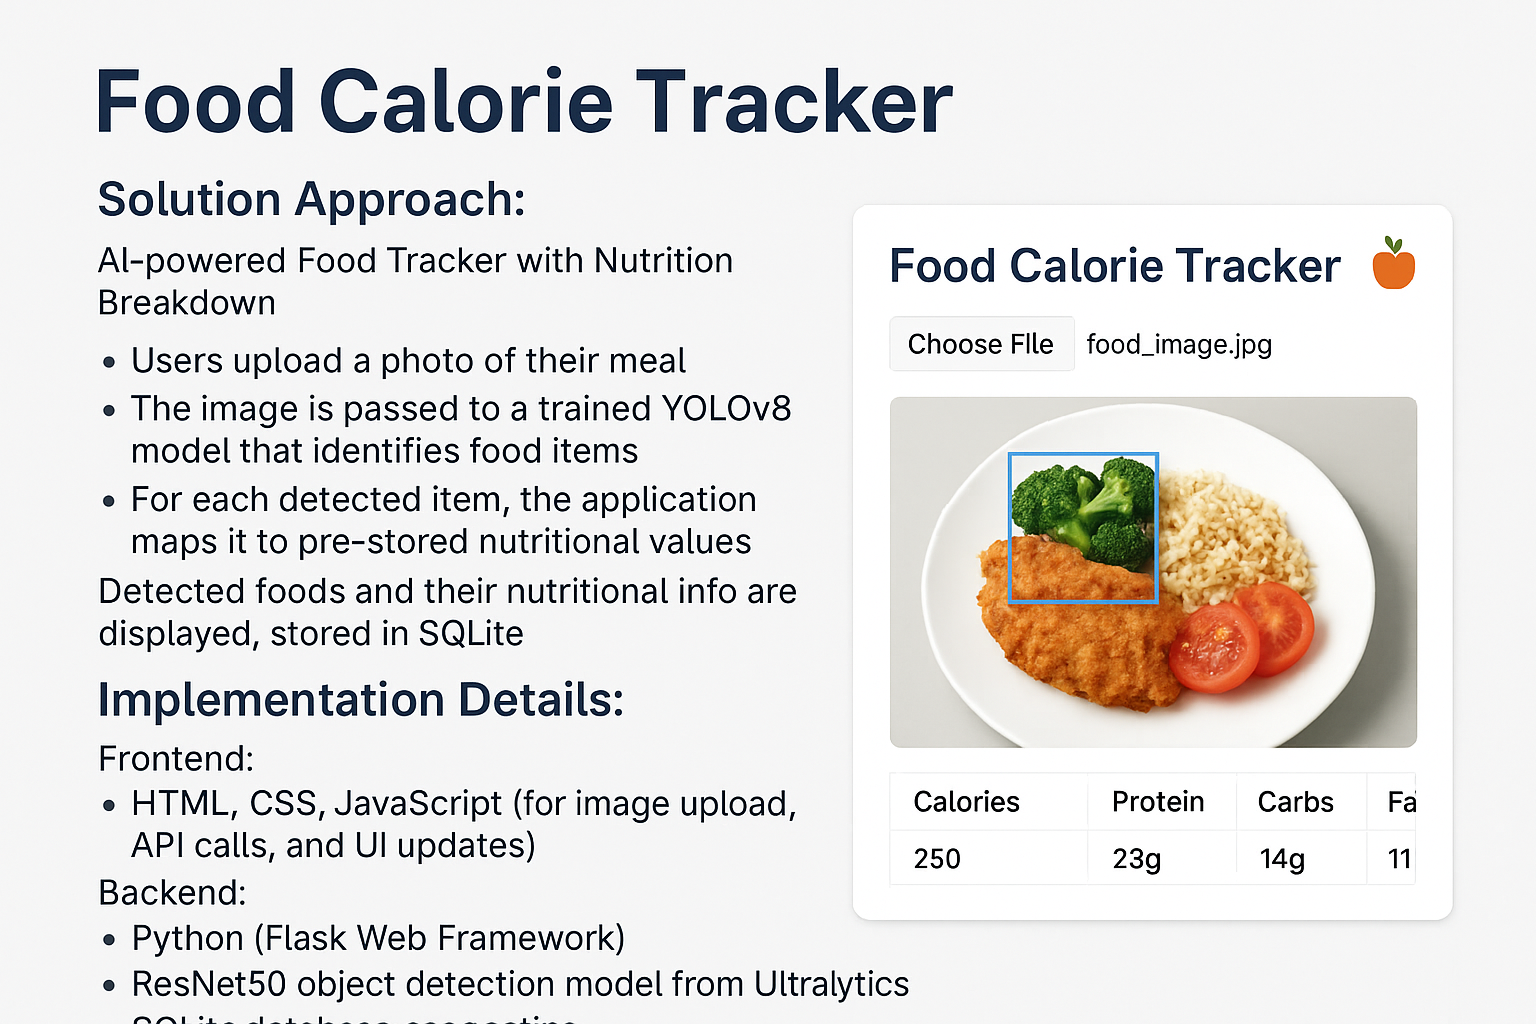 Food Calorie Tracker
Solution Approach:
AI-powered Food Tracker with Nutrition
Breakdown
• Users upload a photo of their meal
• The image is passed to a trained YOLOv8
model that identifies food items
• For each detected item, the application
maps it to pre-stored nutritional values
Detected foods and their nutritional info are
displayed, stored in SQLite
Implementation Details:
Frontend:
• HTML, CSS, JavaScript (for image upload,
API calls, and UI updates)
Backend:
• Python (Flask Web Framework)
• ResNet50 object detection model from Ultralytics
SQLite database
Food Calorie Tracker
Choose FIle food_image.jpg
Calories Protein Carbs Fa
250 23g 14g 11